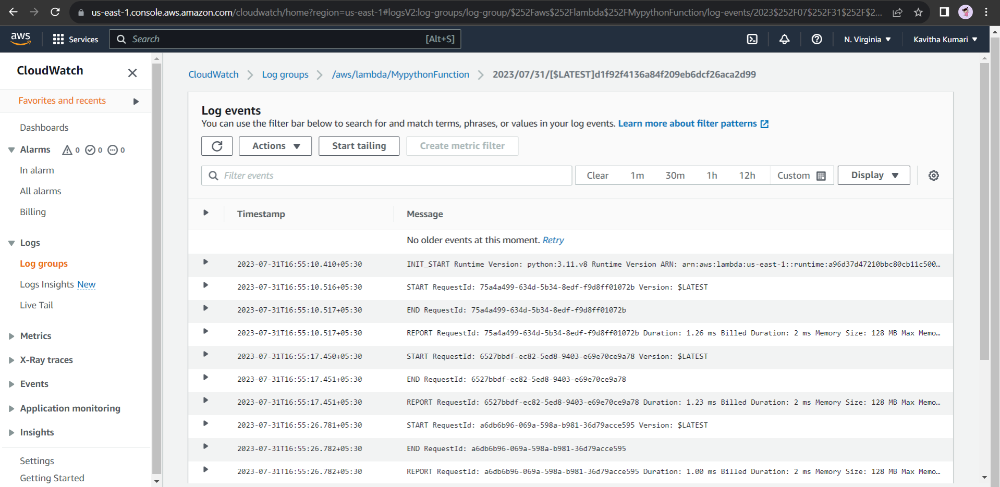 us-east-1.console.aws.amazon.com/cloudwatch/home?region=us-east-1#logsV2:log-groups/log-group/$252Faws$252Flambda$252FMypythonFunction/log-events/2023$252F07$252F31$252F$2...
aws Services Search [Alt+S] N. Virginia Kavitha Kumari
CloudWatch
Favorites and recents
Dashboards
Alarms 0 0 0
In alarm
All alarms
Billing
Logs
Log groups
Logs Insights New
Live Tail
Metrics
X-Ray traces
Events
Application monitoring
Insights
Settings
Getting Started
CloudWatch Log groups /aws/lambda/MypythonFunction 2023/07/31/[$LATEST]d1f92f4136a84f209eb6dcf26aca2d99
Log events
You can use the filter bar below to search for and match terms, phrases, or values in your log events. Learn more about filter patterns
Actions Start tailing Create metric filter
Filter events Clear 1m 30m 1h 12h Custom Display
Timestamp Message
No older events at this moment. Retry
2023-07-31T16:55:10.410+05:30 INIT_START Runtime Version: python:3.11.v8 Runtime Version ARN: arn:aws:lambda:us-east-1::runtime:a96d37d47210bbc80cb11c500...
2023-07-31T16:55:10.516+05:30 START RequestId: 75a4a499-634d-5b34-8edf-f9d8ff01072b Version: $LATEST
2023-07-31T16:55:10.517+05:30 END RequestId: 75a4a499-634d-5b34-8edf-f9d8ff01072b
2023-07-31T16:55:10.517+05:30 REPORT RequestId: 75a4a499-634d-5b34-8edf-f9d8ff01072b Duration: 1.26 ms Billed Duration: 2 ms Memory Size: 128 MB Max Memo...
2023-07-31T16:55:17.450+05:30 START RequestId: 6527bbdf-ec82-5ed8-9403-e69e70ce9a78 Version: $LATEST
2023-07-31T16:55:17.451+05:30 END RequestId: 6527bbdf-ec82-5ed8-9403-e69e70ce9a78
2023-07-31T16:55:17.451+05:30 REPORT RequestId: 6527bbdf-ec82-5ed8-9403-e69e70ce9a78 Duration: 1.23 ms Billed Duration: 2 ms Memory Size: 128 MB Max Memo...
2023-07-31T16:55:26.781+05:30 START RequestId: a6db6b96-069a-598a-b981-36d79acce595 Version: $LATEST
2023-07-31T16:55:26.782+05:30 END RequestId: a6db6b96-069a-598a-b981-36d79acce595
2023-07-31T16:55:26.782+05:30 REPORT RequestId: a6db6b96-069a-598a-b981-36d79acce595 Duration: 1.00 ms Billed Duration: 2 ms Memory Size: 128 MB Max Memo...